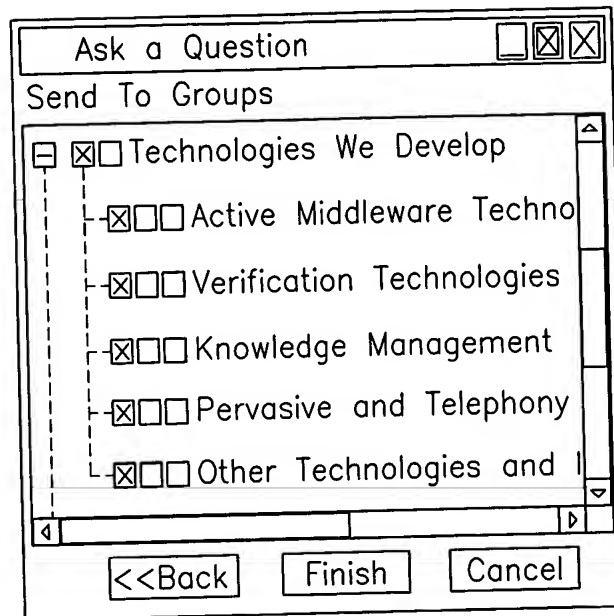 Ask a Question
Send To Groups
Technologies We Develop
Active Middleware Techno
Verification Technologies
Knowledge Management
Pervasive and Telephony
Other Technologies and
<<Back Finish Cancel